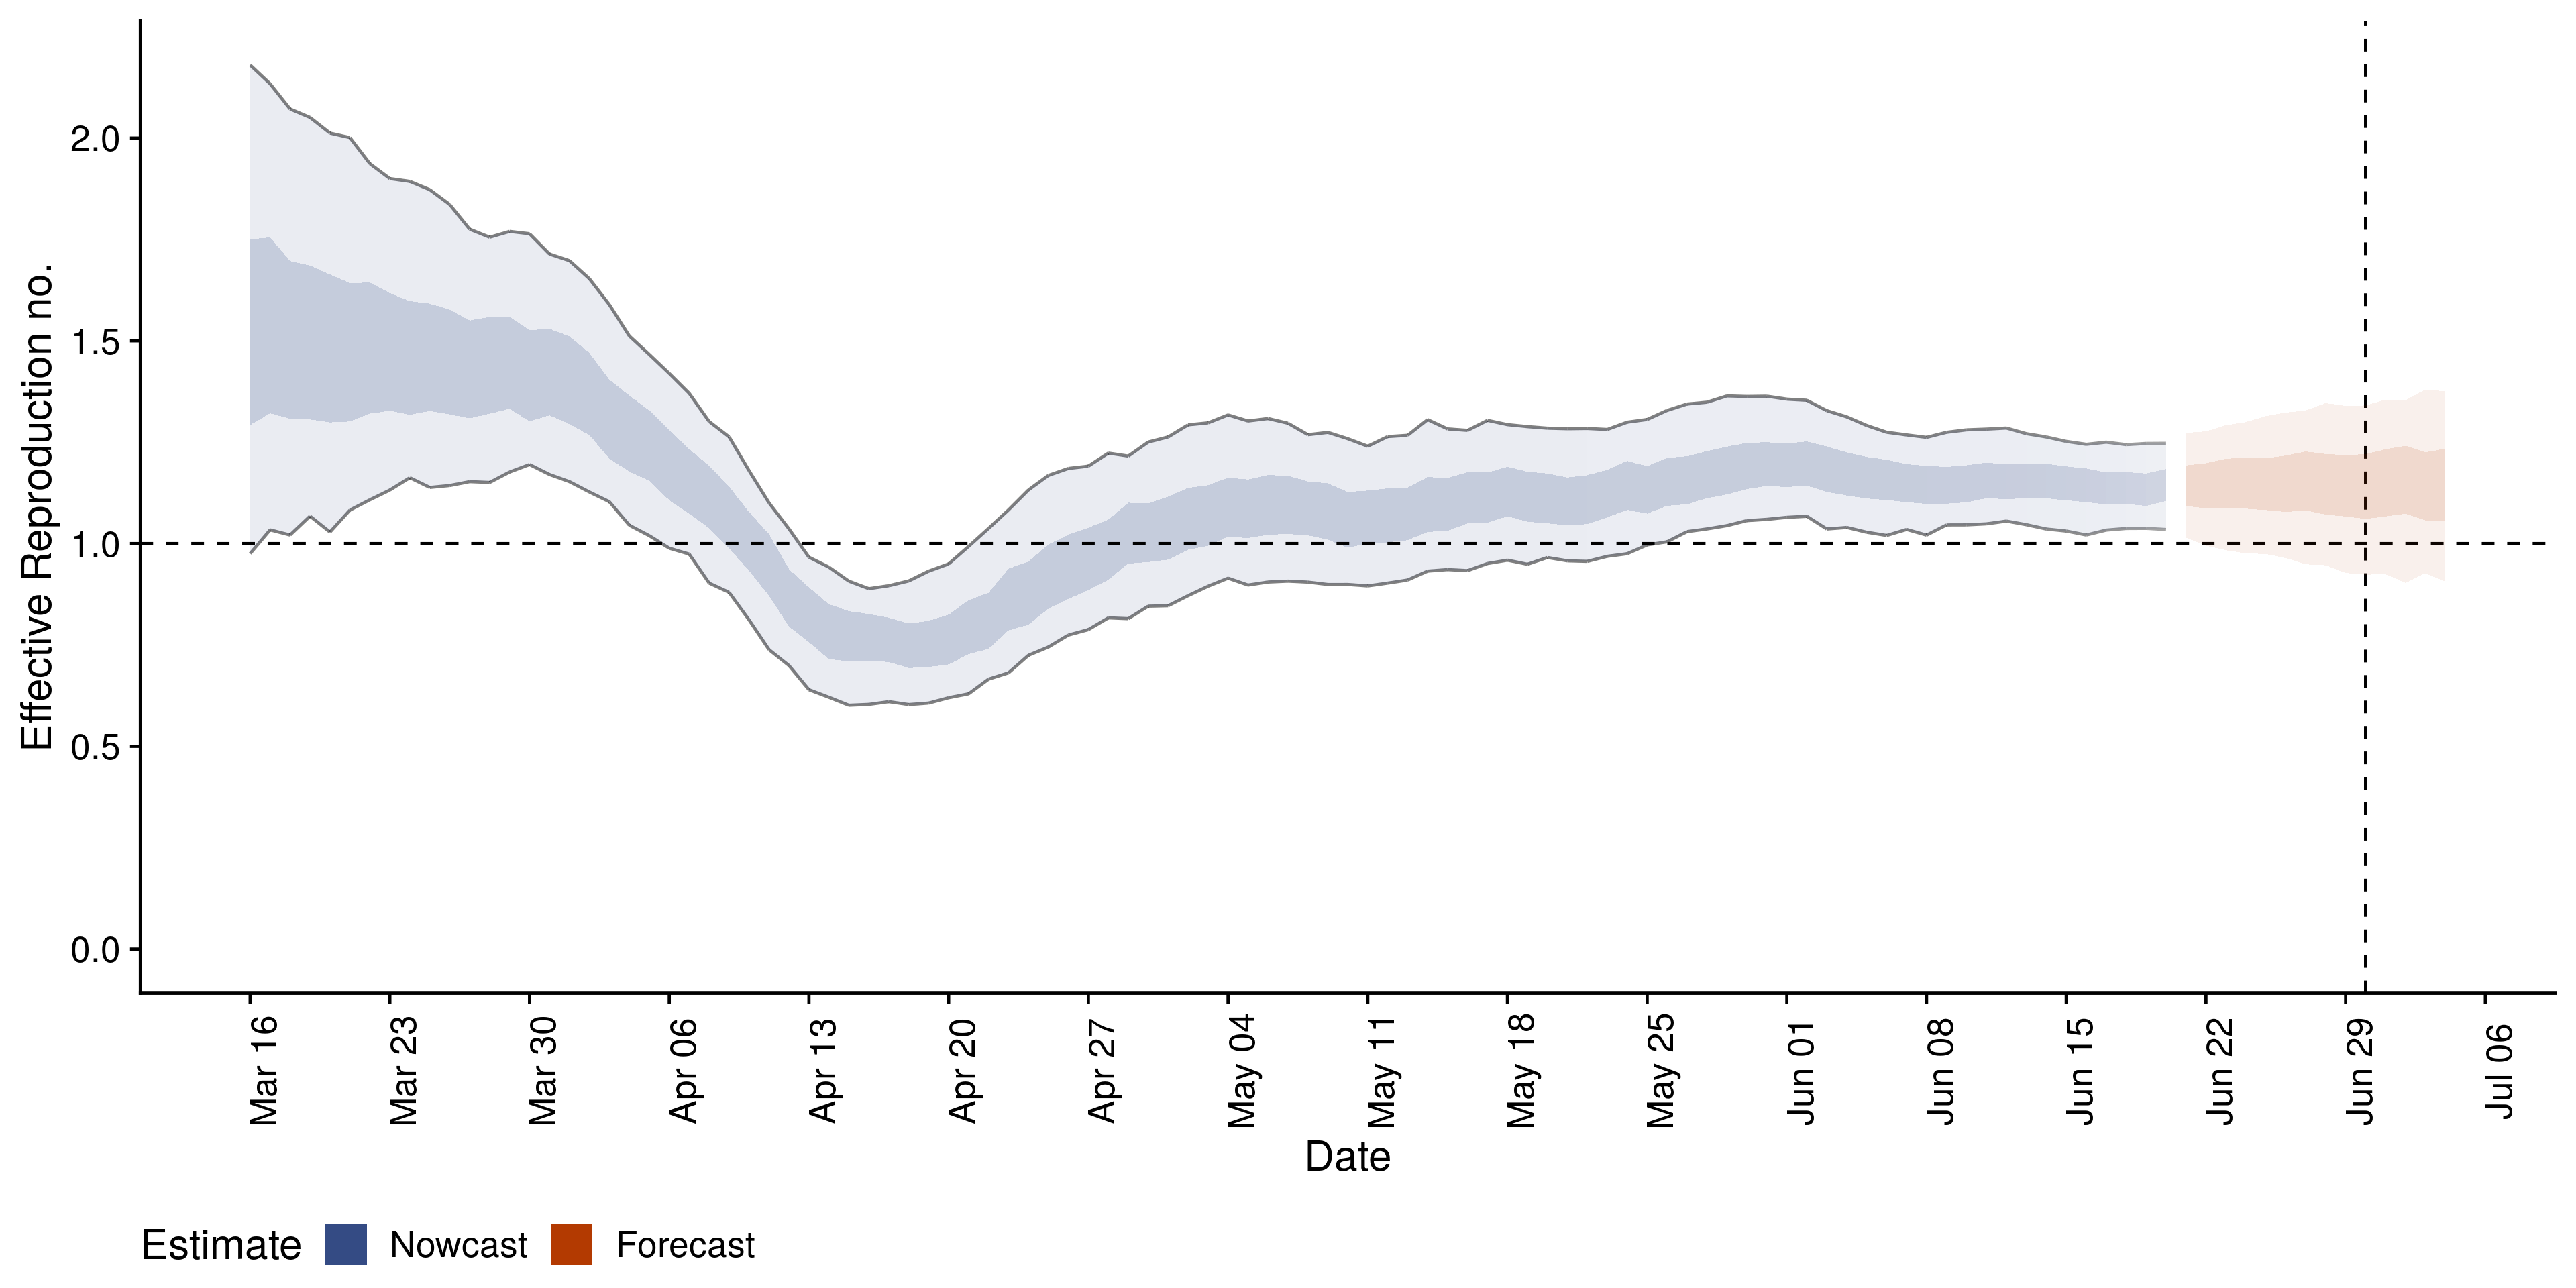 Effective Reproduction no.
2.0
1.5
1.0
0.5
0.0
Mar 16
Mar 23
Mar 30
Apr 06
Apr 13
Apr 20
Apr 27
May 04
May 11
May 18
May 25
Jun 01
Jun 08
Jun 15
Jun 22
Jun 29
Jul 06
Date
Estimate Nowcast Forecast